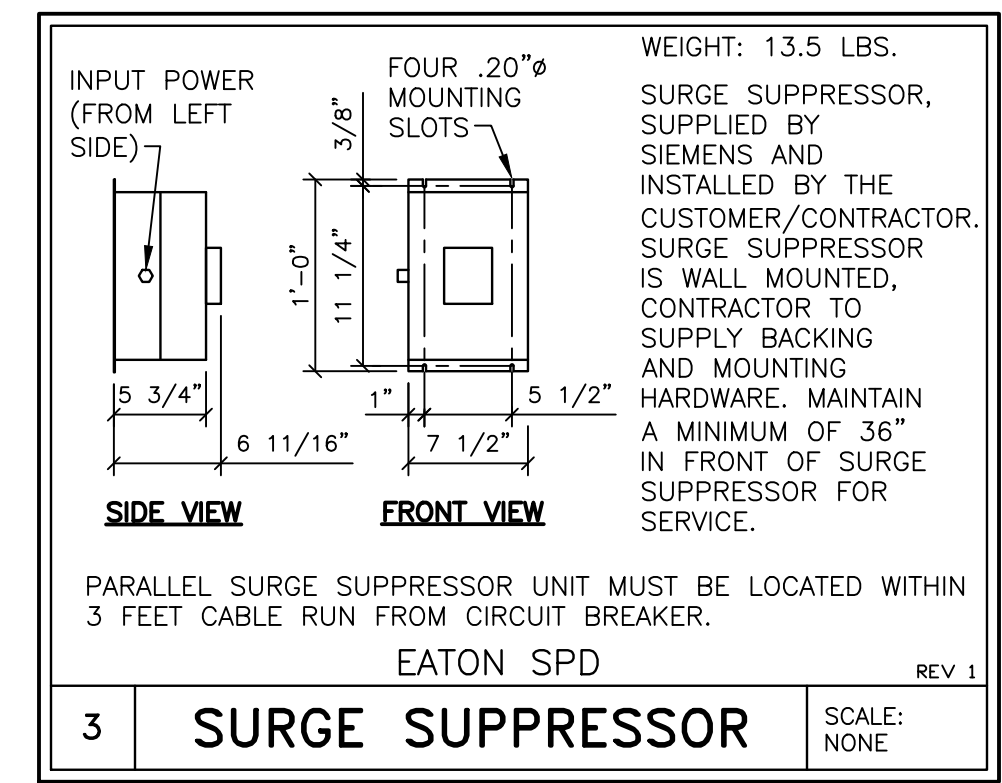 INPUT POWER
(FROM LEFT
SIDE)
FOUR .20"ø
MOUNTING
SLOTS
3/8"
1'-0"
11 1/4"
5 3/4"
6 11/16"
1"
5 1/2"
7 1/2"
SIDE VIEW
FRONT VIEW
WEIGHT: 13.5 LBS.
SURGE SUPPRESSOR,
SUPPLIED BY
SIEMENS AND
INSTALLED BY THE
CUSTOMER/CONTRACTOR.
SURGE SUPPRESSOR
IS WALL MOUNTED,
CONTRACTOR TO
SUPPLY BACKING
AND MOUNTING
HARDWARE. MAINTAIN
A MINIMUM OF 36"
IN FRONT OF SURGE
SUPPRESSOR FOR
SERVICE.
PARALLEL SURGE SUPPRESSOR UNIT MUST BE LOCATED WITHIN
3 FEET CABLE RUN FROM CIRCUIT BREAKER.
EATON SPD
REV 1
3
SURGE SUPPRESSOR
SCALE:
NONE